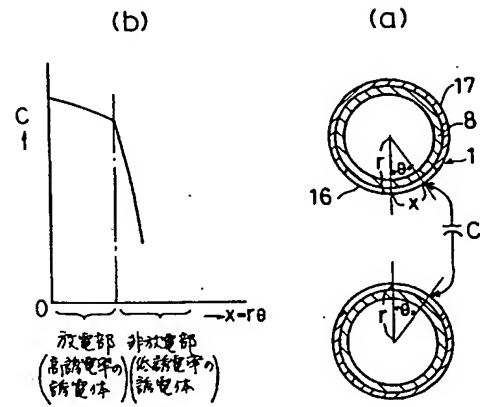 (b)
(a)
C
↑
0
→x=rθ
放電部
(高誘電率の
誘電体)
非放電部
(低誘電率の
誘電体)
17
8
1
r
θ
x
16
C
r
θ